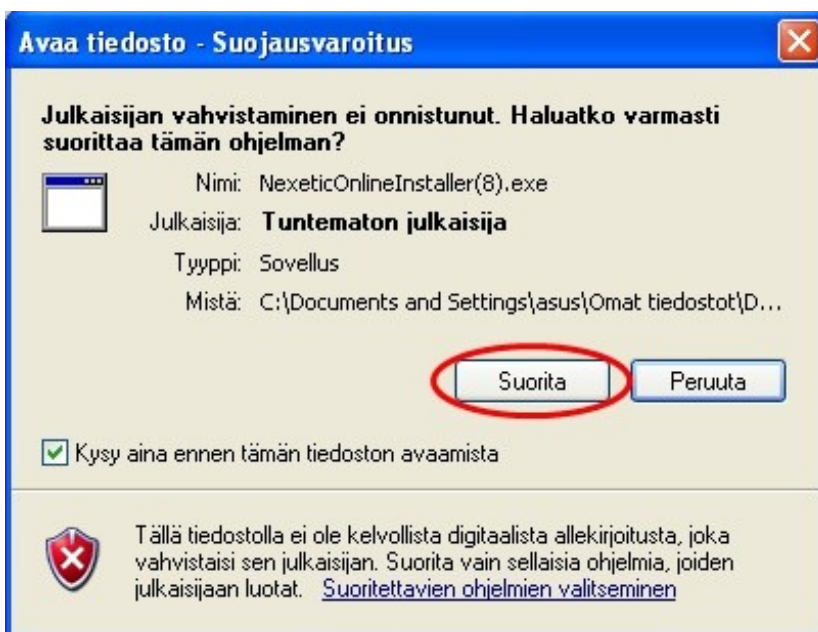 Avaa tiedosto - Suojausvaroitus
Julkaisijan vahvistaminen ei onnistunut. Haluatko varmasti
suorittaa tämän ohjelman?
Nimi: NexeticOnlineInstaller(8).exe
Julkaisija: Tuntematon julkaisija
Tyyppi: Sovellus
Mistä: C:\Documents and Settings\asus\Omat tiedostot\D...
Suorita Peruuta
Kysy aina ennen tämän tiedoston avaamista
Tällä tiedostolla ei ole kelvollista digitaalista allekirjoitusta, joka
vahvistaisi sen julkaisijan. Suorita vain sellaisia ohjelmia, joiden
julkaisijaan luotat. Suoritettavien ohjelmien valitseminen